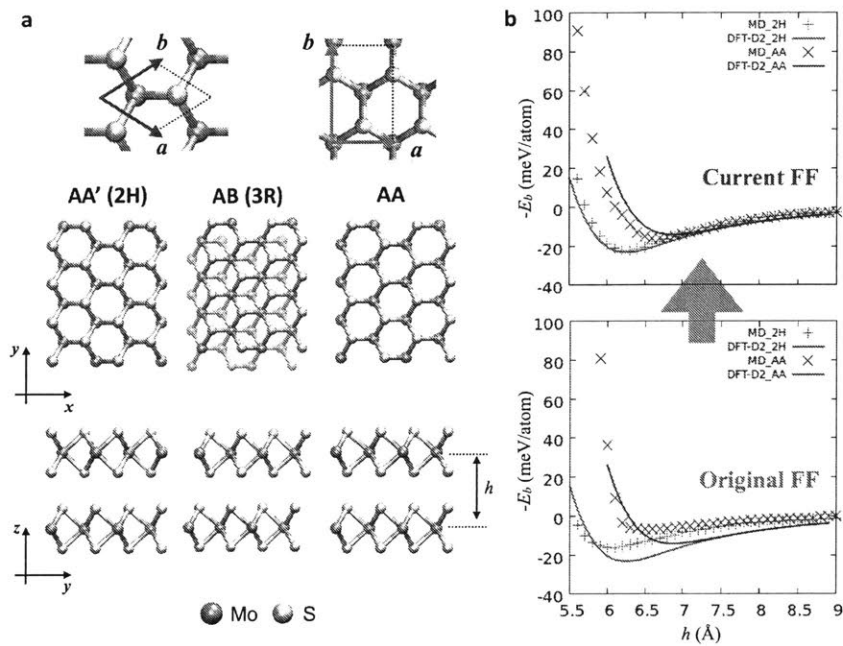 a
b
a
b
a
AA' (2H)
AB (3R)
AA
y
x
h
z
y
Mo
S
b
100
80
60
40
20
0
-20
-40
-E_b (meV/atom)
MD_2H
DFT-D2_2H
MD_AA
DFT-D2_AA
Current FF
100
80
60
40
20
0
-20
-40
-E_b (meV/atom)
MD_2H
DFT-D2_2H
MD_AA
DFT-D2_AA
Original FF
5.5 6 6.5 7 7.5 8 8.5 9
h (Å)